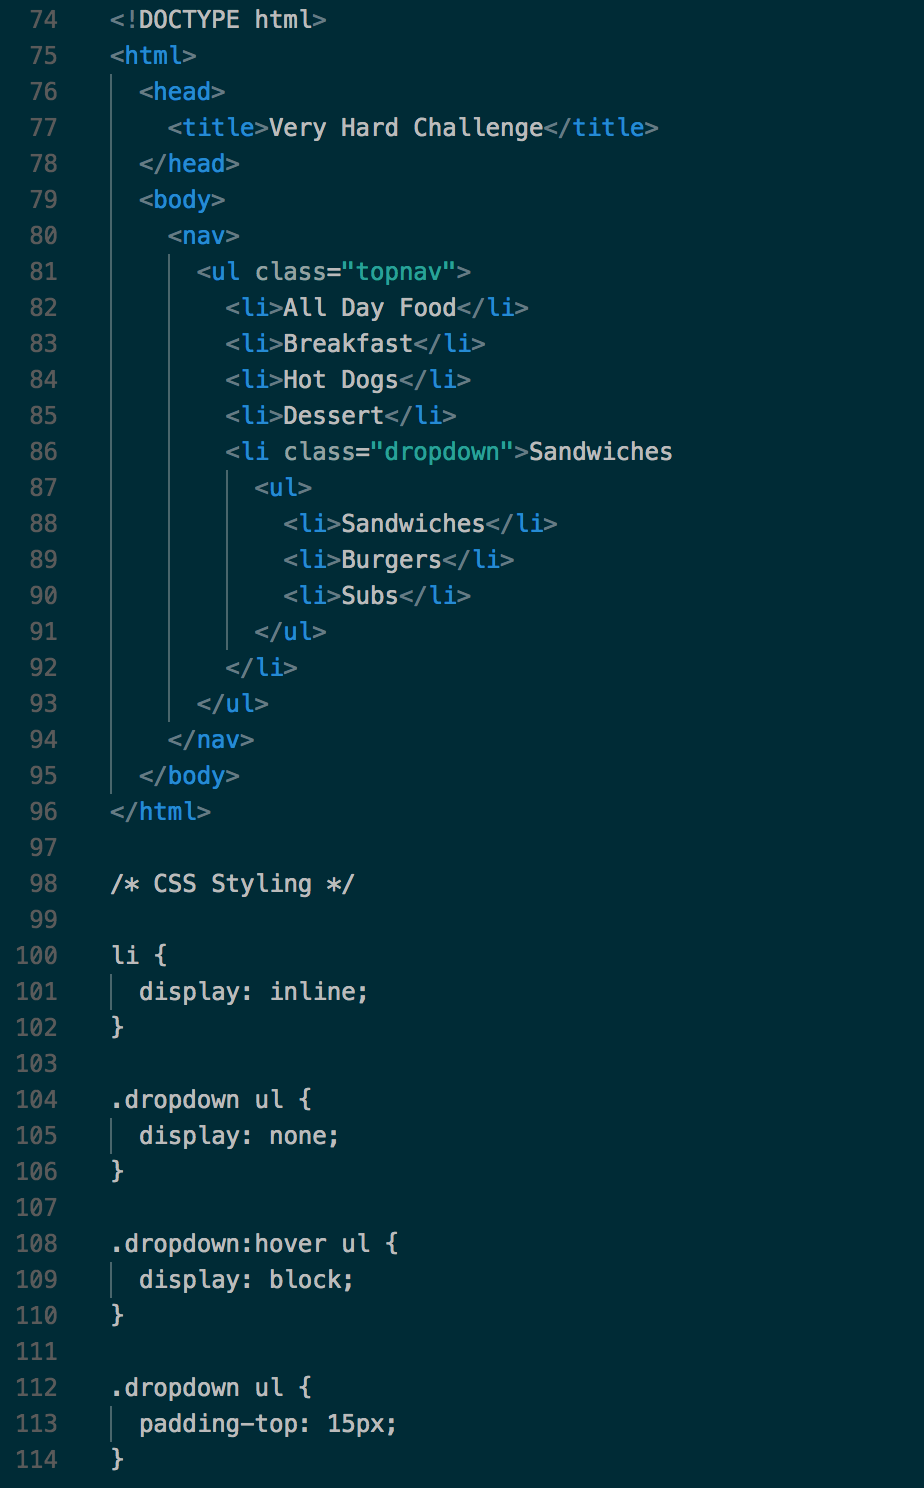 74 <!DOCTYPE html>
75 <html>
76   <head>
77     <title>Very Hard Challenge</title>
78   </head>
79   <body>
80     <nav>
81       <ul class="topnav">
82         <li>All Day Food</li>
83         <li>Breakfast</li>
84         <li>Hot Dogs</li>
85         <li>Dessert</li>
86         <li class="dropdown">Sandwiches
87           <ul>
88             <li>Sandwiches</li>
89             <li>Burgers</li>
90             <li>Subs</li>
91           </ul>
92         </li>
93       </ul>
94     </nav>
95   </body>
96 </html>
97
98 /* CSS Styling */
99
100 li {
101   display: inline;
102 }
103
104 .dropdown ul {
105   display: none;
106 }
107
108 .dropdown:hover ul {
109   display: block;
110 }
111
112 .dropdown ul {
113   padding-top: 15px;
114 }